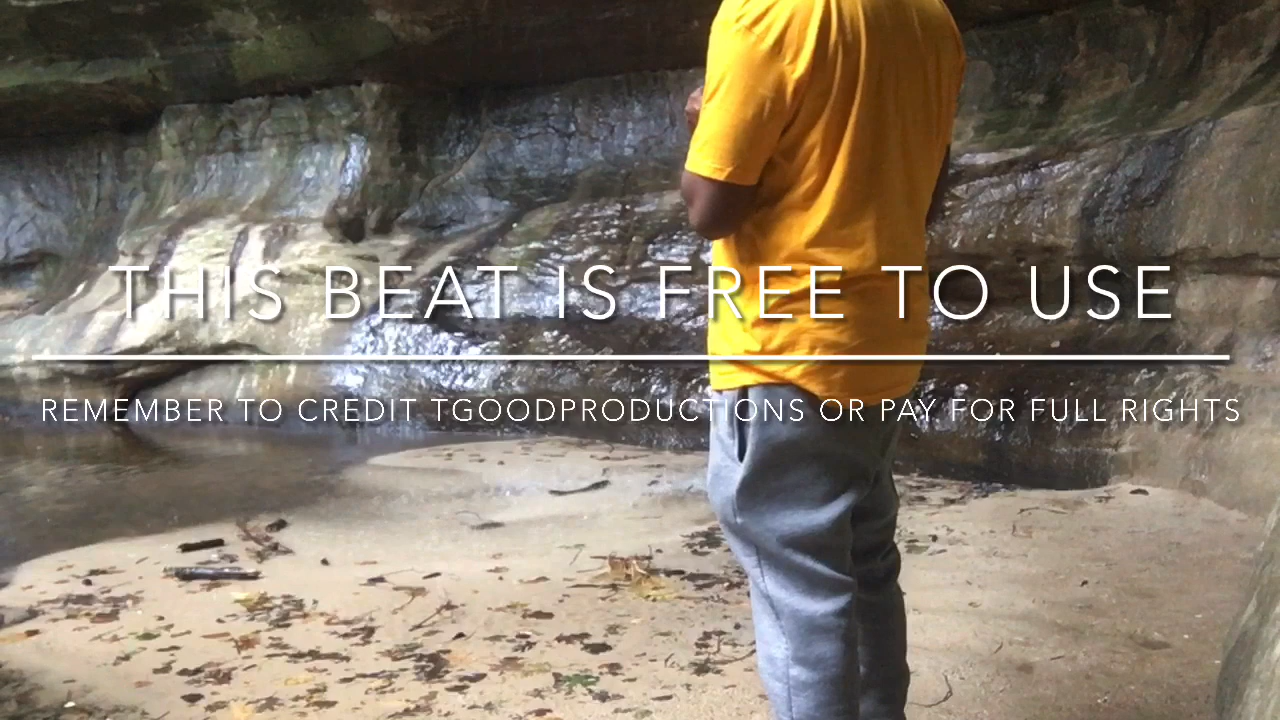 THIS BEAT IS FREE TO USE
REMEMBER TO CREDIT TGOODPRODUCTIONS OR PAY FOR FULL RIGHTS